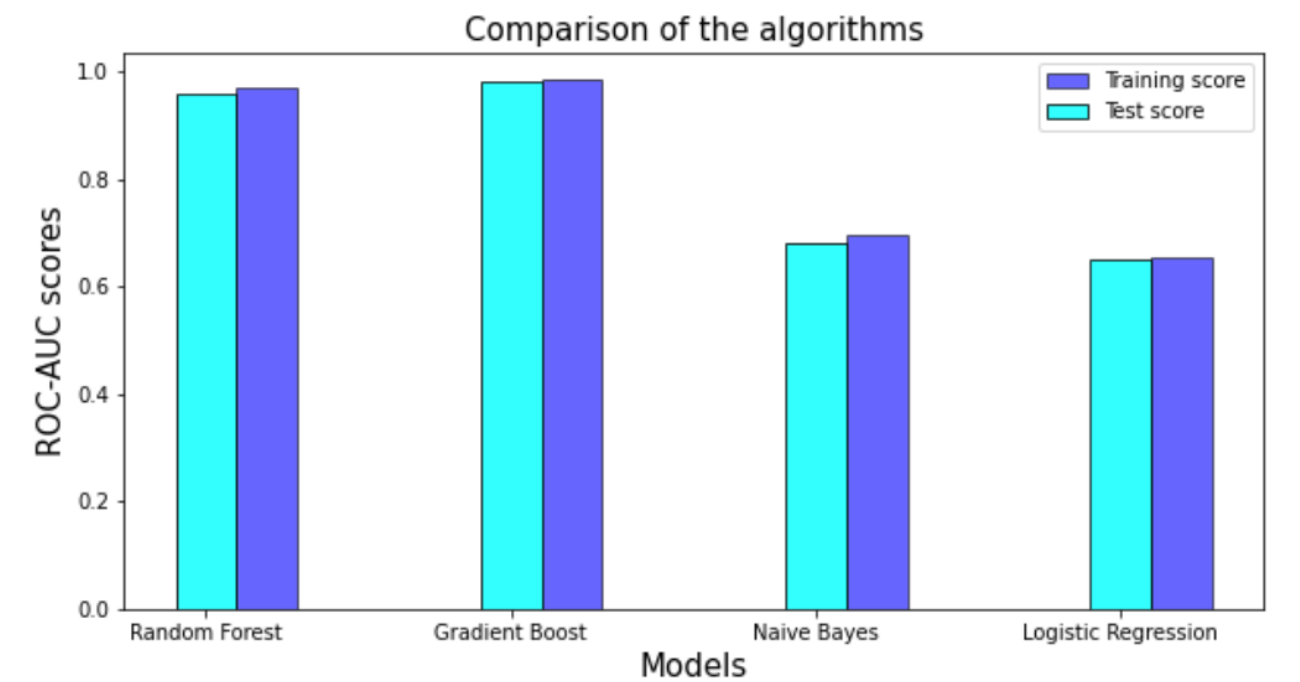 Comparison of the algorithms
1.0
0.8
0.6
0.4
0.2
0.0
ROC-AUC scores
Training score
Test score
Random Forest
Gradient Boost
Naive Bayes
Logistic Regression
Models